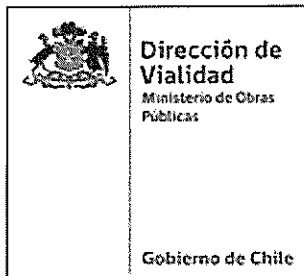 Dirección de
Vialidad
Ministerio de Obras
Públicas
Gobierno de Chile